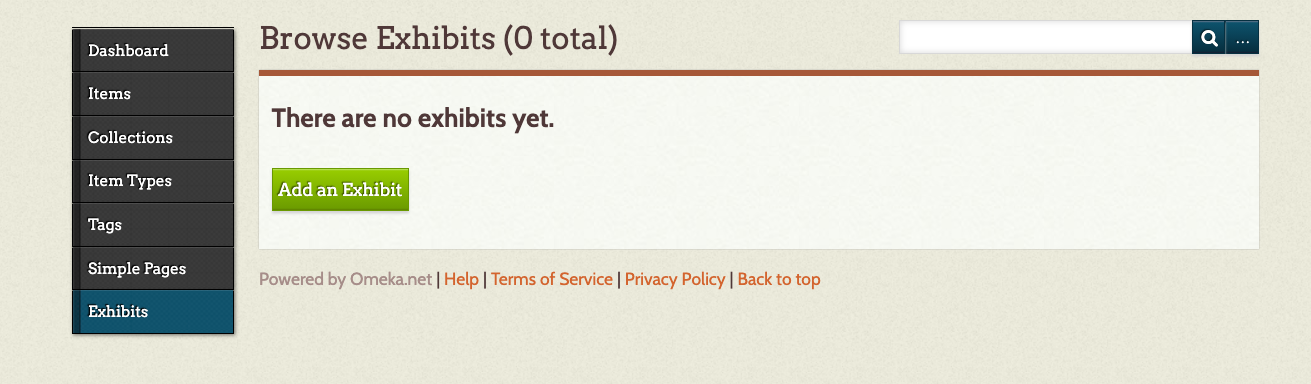 Dashboard
Items
Collections
Item Types
Tags
Simple Pages
Exhibits
Browse Exhibits (0 total)
...
There are no exhibits yet.
Add an Exhibit
Powered by Omeka.net | Help | Terms of Service | Privacy Policy | Back to top